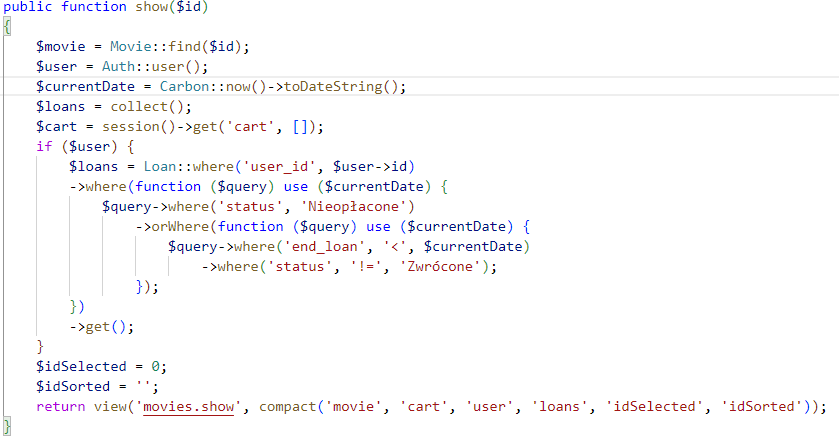 public function show($id)
{
    $movie = Movie::find($id);
    $user = Auth::user();
    $currentDate = Carbon::now()->toDateString();
    $loans = collect();
    $cart = session()->get('cart', []);
    if ($user) {
        $loans = Loan::where('user_id', $user->id)
        ->where(function ($query) use ($currentDate) {
            $query->where('status', 'Nieopłacone')
                ->orWhere(function ($query) use ($currentDate) {
                    $query->where('end_loan', '<', $currentDate)
                        ->where('status', '!=', 'Zwrócone');
                });
        })
        ->get();
    }
    $idSelected = 0;
    $idSorted = '';
    return view('movies.show', compact('movie', 'cart', 'user', 'loans', 'idSelected', 'idSorted'));
}